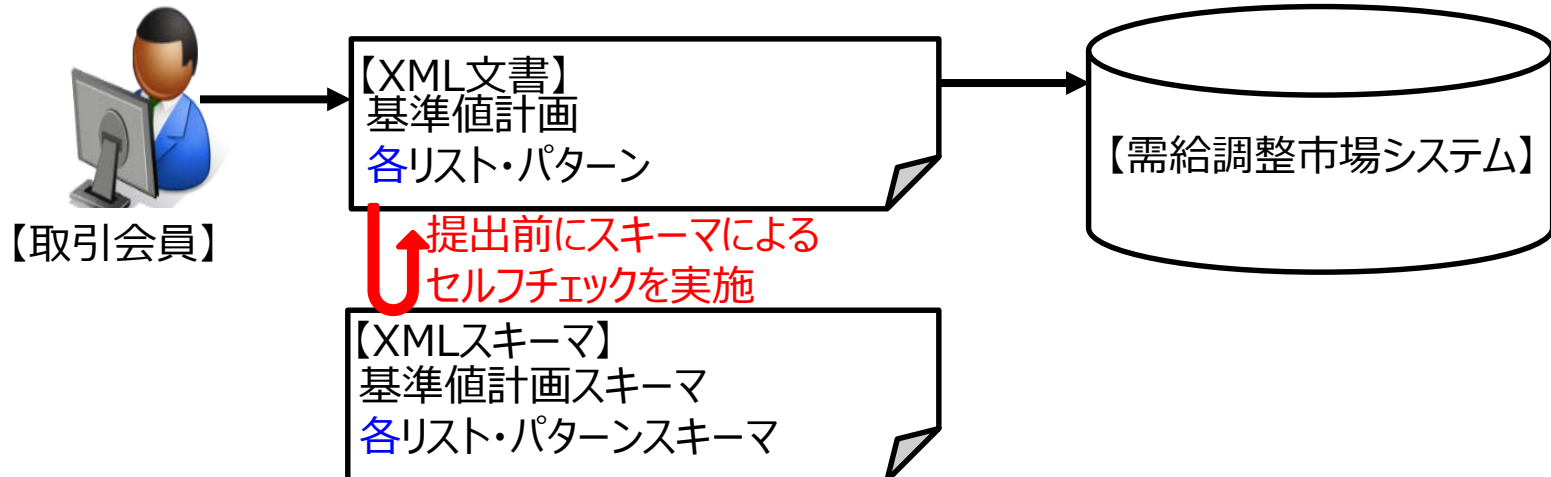 【取引会員】
【XML文書】
基準値計画
各リスト・パターン
【需給調整市場システム】
提出前にスキーマによる
セルフチェックを実施
【XMLスキーマ】
基準値計画スキーマ
各リスト・パターンスキーマ